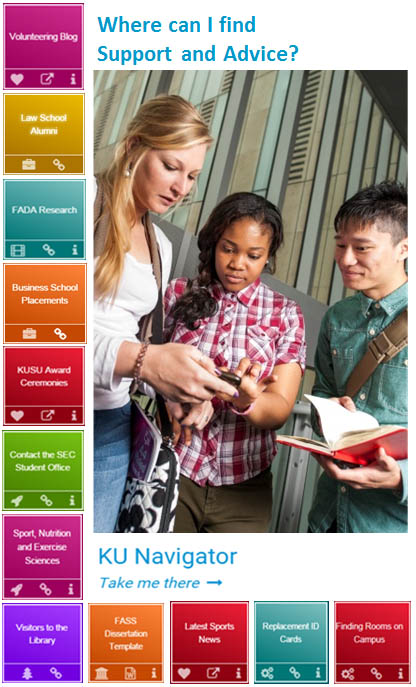 Where can I find
Support and Advice?
Volunteering Blog
Law School
Alumni
FADA Research
Business School
Placements
KUSU Award
Ceremonies
Contact the SEC
Student Office
Sport, Nutrition
and Exercise
Sciences
KU Navigator
Take me there →
Visitors to the
Library
FASS
Dissertation
Template
Latest Sports
News
Replacement ID
Cards
Finding Rooms on
Campus